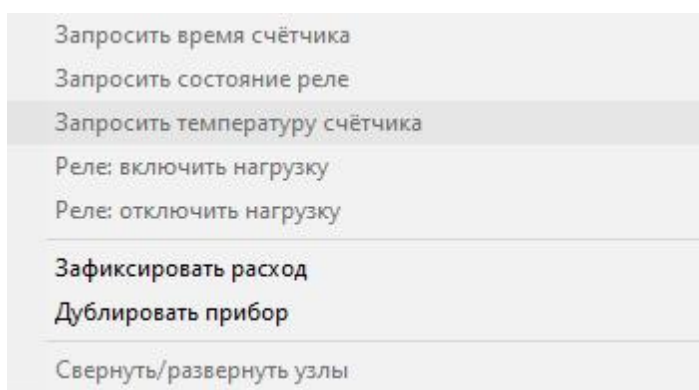 Запросить время счётчика
Запросить состояние реле
Запросить температуру счётчика
Реле: включить нагрузку
Реле: отключить нагрузку
Зафиксировать расход
Дублировать прибор
Свернуть/развернуть узлы